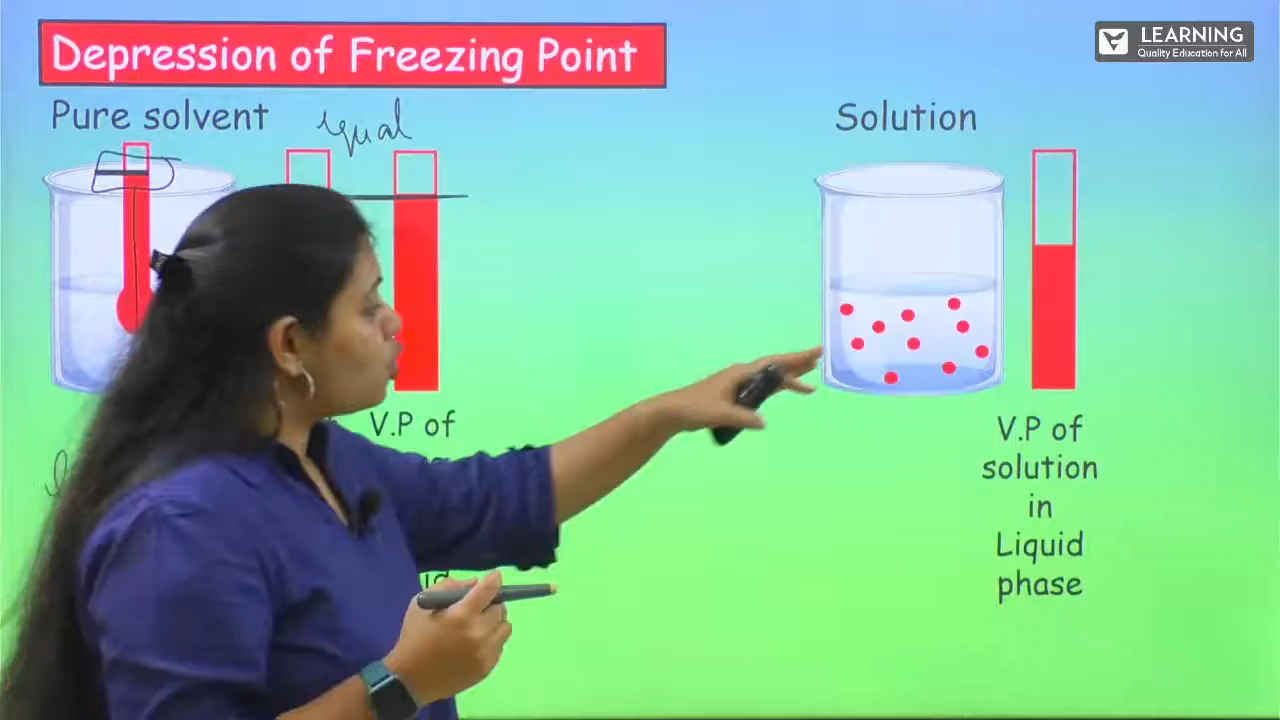 Depression of Freezing Point
LEARNING
Quality Education for All
Pure solvent
equal
Solution
V.P of
V.P of
solution
in
Liquid
phase